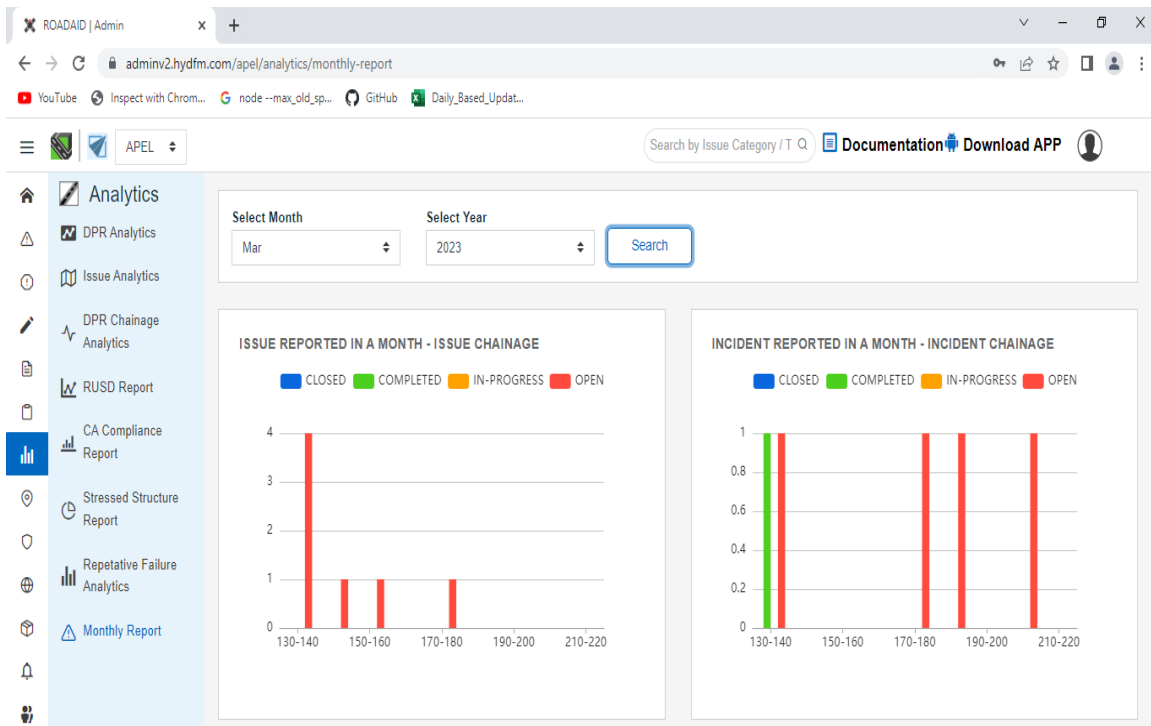 ROADAID | Admin
adminv2.hydfm.com/apel/analytics/monthly-report
YouTube Inspect with Chrom... node --max_old_sp... GitHub Daily_Based_Updat...
APEL Search by Issue Category / T Documentation Download APP
Analytics
DPR Analytics
Issue Analytics
DPR Chainage
Analytics
RUSD Report
CA Compliance
Report
Stressed Structure
Report
Repetative Failure
Analytics
Monthly Report
Select Month Select Year
Mar 2023 Search
ISSUE REPORTED IN A MONTH - ISSUE CHAINAGE
CLOSED COMPLETED IN-PROGRESS OPEN
4
3
2
1
0
130-140 150-160 170-180 190-200 210-220
INCIDENT REPORTED IN A MONTH - INCIDENT CHAINAGE
CLOSED COMPLETED IN-PROGRESS OPEN
1
0.8
0.6
0.4
0.2
0
130-140 150-160 170-180 190-200 210-220